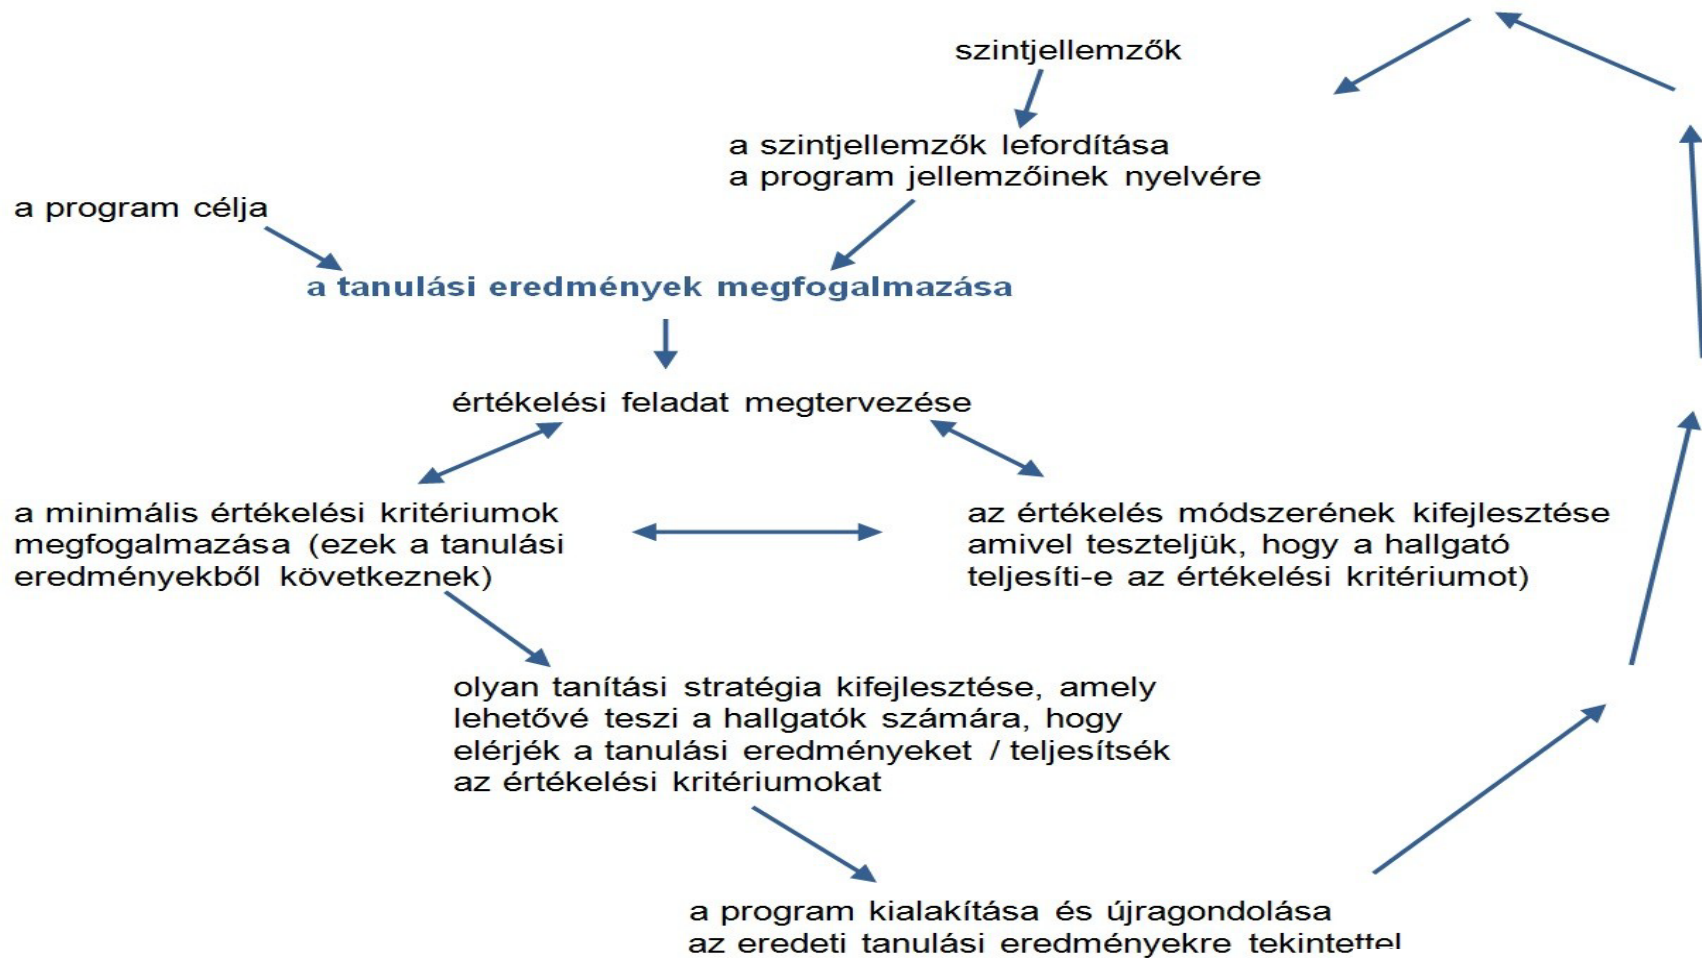 szintjellemzők
a szintjellemzők lefordítása
a program jellemzőinek nyelvére
a program célja
a tanulási eredmények megfogalmazása
értékelési feladat megtervezése
a minimális értékelési kritériumok
megfogalmazása (ezek a tanulási
eredményekből következnek)
az értékelés módszerének kifejlesztése
amivel teszteljük, hogy a hallgató
teljesíti-e az értékelési kritériumot)
olyan tanítási stratégia kifejlesztése, amely
lehetővé teszi a hallgatók számára, hogy
elérjék a tanulási eredményeket / teljesítsék
az értékelési kritériumokat
a program kialakítása és újragondolása
az eredeti tanulási eredményekre tekintettel